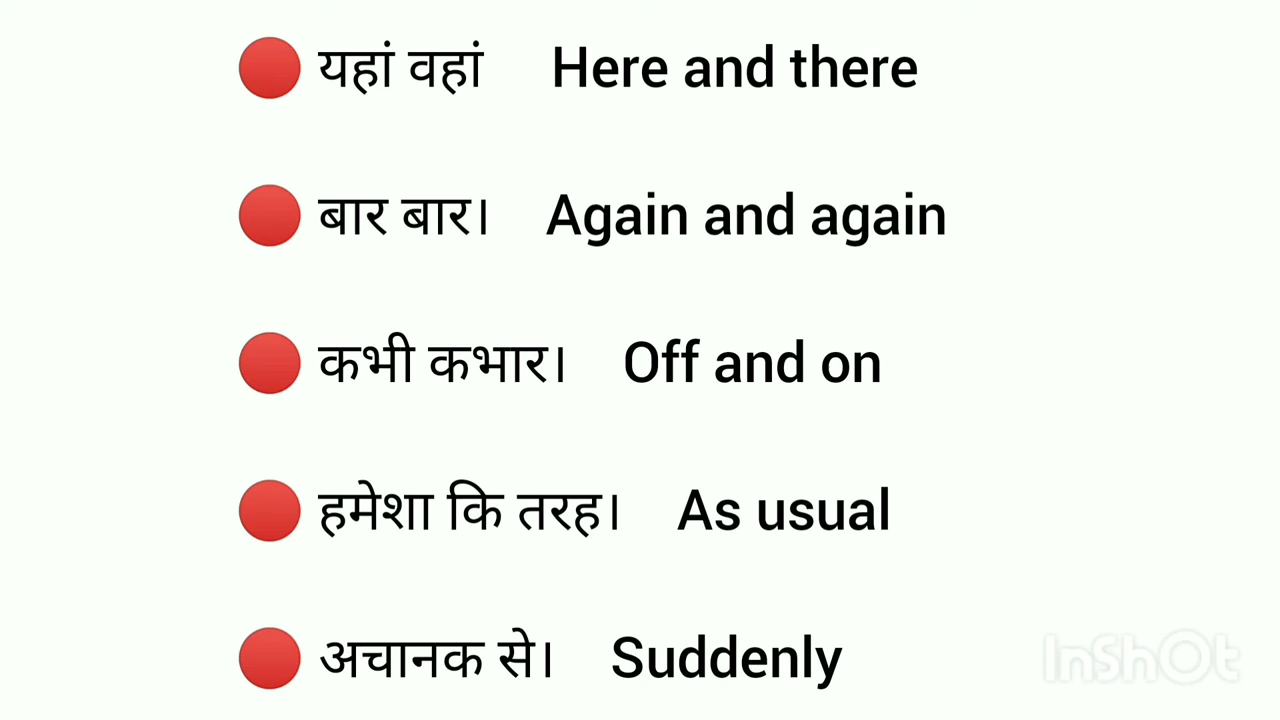 यहां वहां Here and there
बार बार। Again and again
कभी कभार। Off and on
हमेशा कि तरह। As usual
अचानक से। Suddenly
InShOt